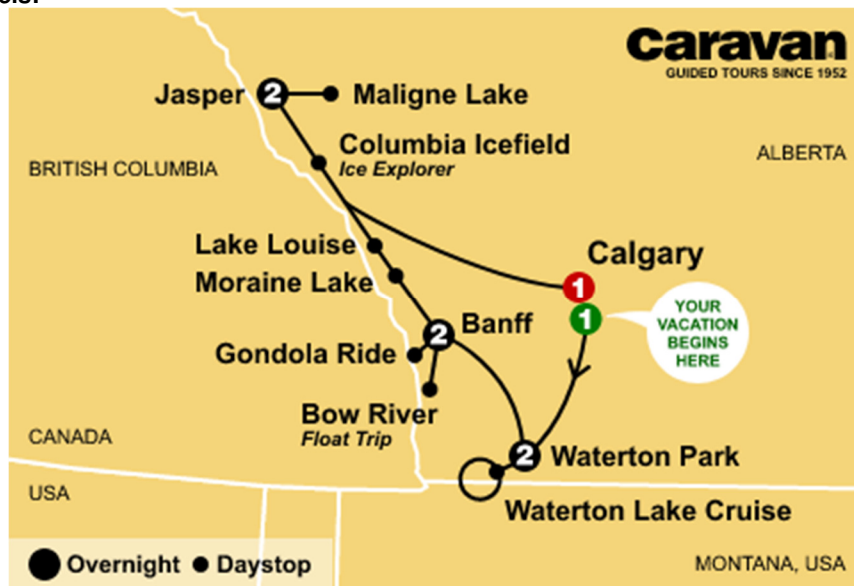 caravan
GUIDED TOURS SINCE 1952
Jasper 2 Maligne Lake
Columbia Icefield
Ice Explorer
BRITISH COLUMBIA
ALBERTA
Lake Louise
Moraine Lake
Calgary
1
1
YOUR
VACATION
BEGINS
HERE
2 Banff
Gondola Ride
Bow River
Float Trip
CANADA
2 Waterton Park
USA
Waterton Lake Cruise
Overnight Daystop
MONTANA, USA